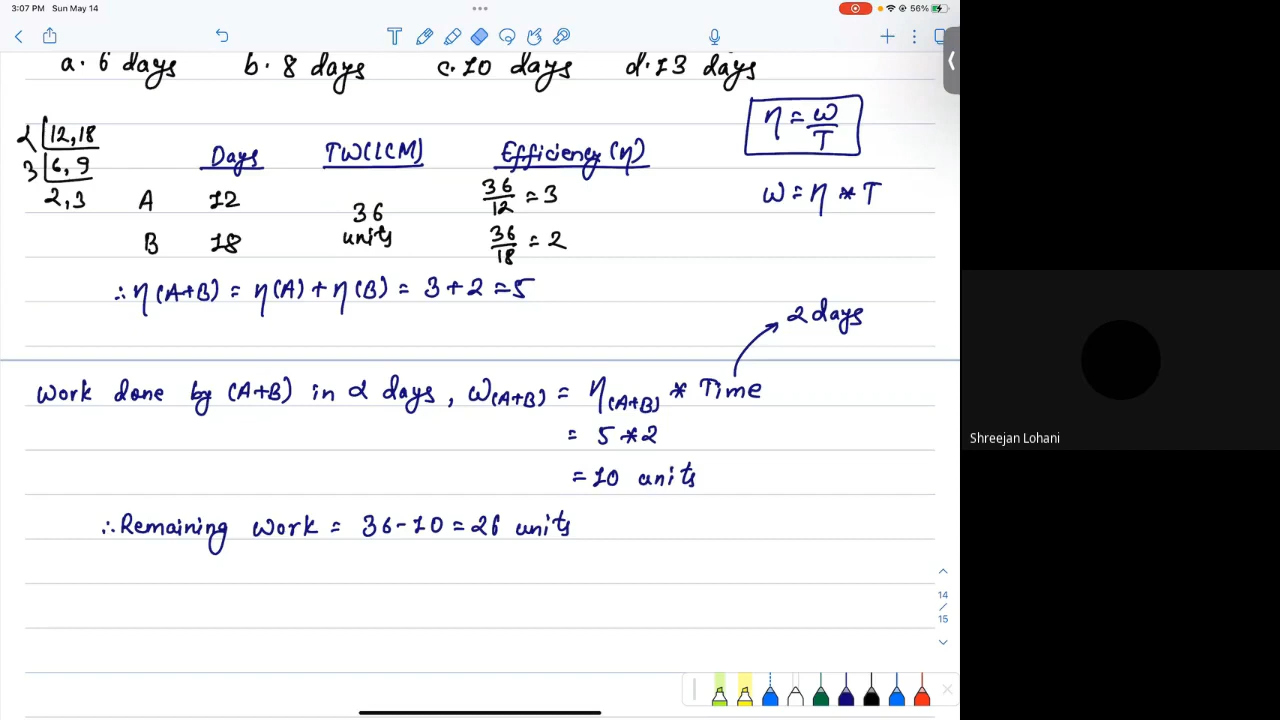 3:07 PM Sun May 14
56%
a. 6 days b. 8 days c. 10 days d. 13 days
η = w/T
2 | 12, 18
3 | 6, 9
2, 3
Days TW(LCM) Efficiency (η)
w = η * T
A 12 36/12 = 3
36 units
B 18 36/18 = 2
∴ η (A+B) = η (A) + η (B) = 3 + 2 = 5
2 days
Work done by (A+B) in 2 days, w(A+B) = η(A+B) * Time
= 5 * 2
= 10 units
∴ Remaining work = 36 - 10 = 26 units
Shreejan Lohani
14
/
15